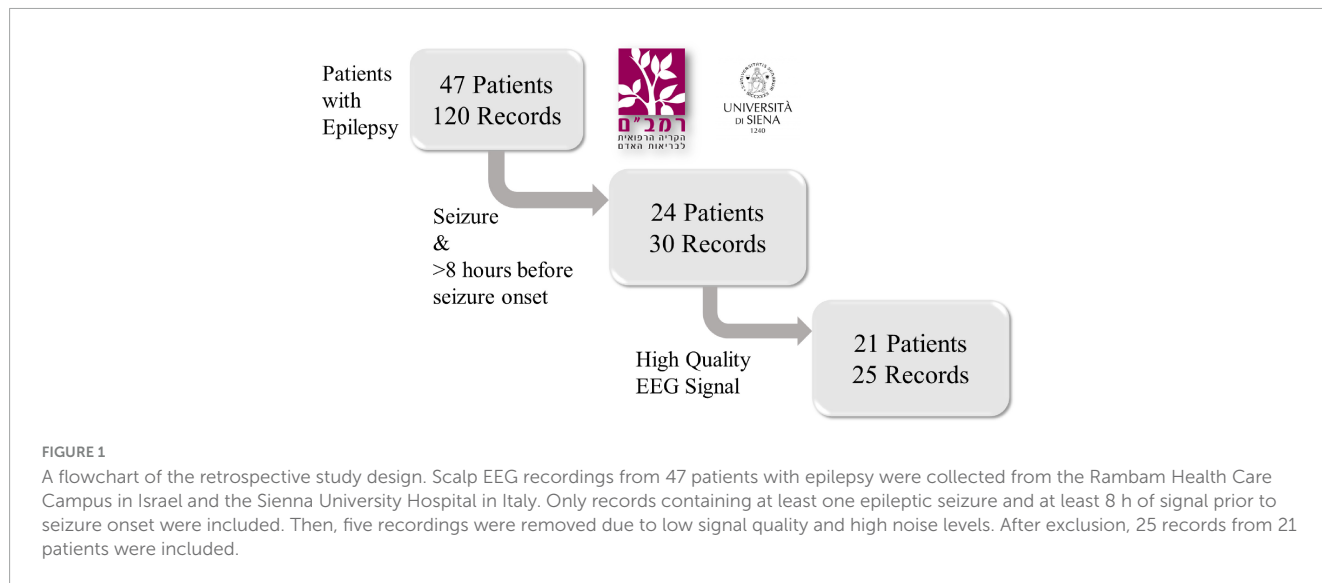 Patients
with
Epilepsy
47 Patients
120 Records
רמב"ם
הקריה הרפואית
לבריאות האדם
UNIVERSITÀ
DI SIENA
1240
Seizure
&
>8 hours before
seizure onset
24 Patients
30 Records
High Quality
EEG Signal
21 Patients
25 Records
FIGURE 1
A flowchart of the retrospective study design. Scalp EEG recordings from 47 patients with epilepsy were collected from the Rambam Health Care
Campus in Israel and the Sienna University Hospital in Italy. Only records containing at least one epileptic seizure and at least 8 h of signal prior to
seizure onset were included. Then, five recordings were removed due to low signal quality and high noise levels. After exclusion, 25 records from 21
patients were included.